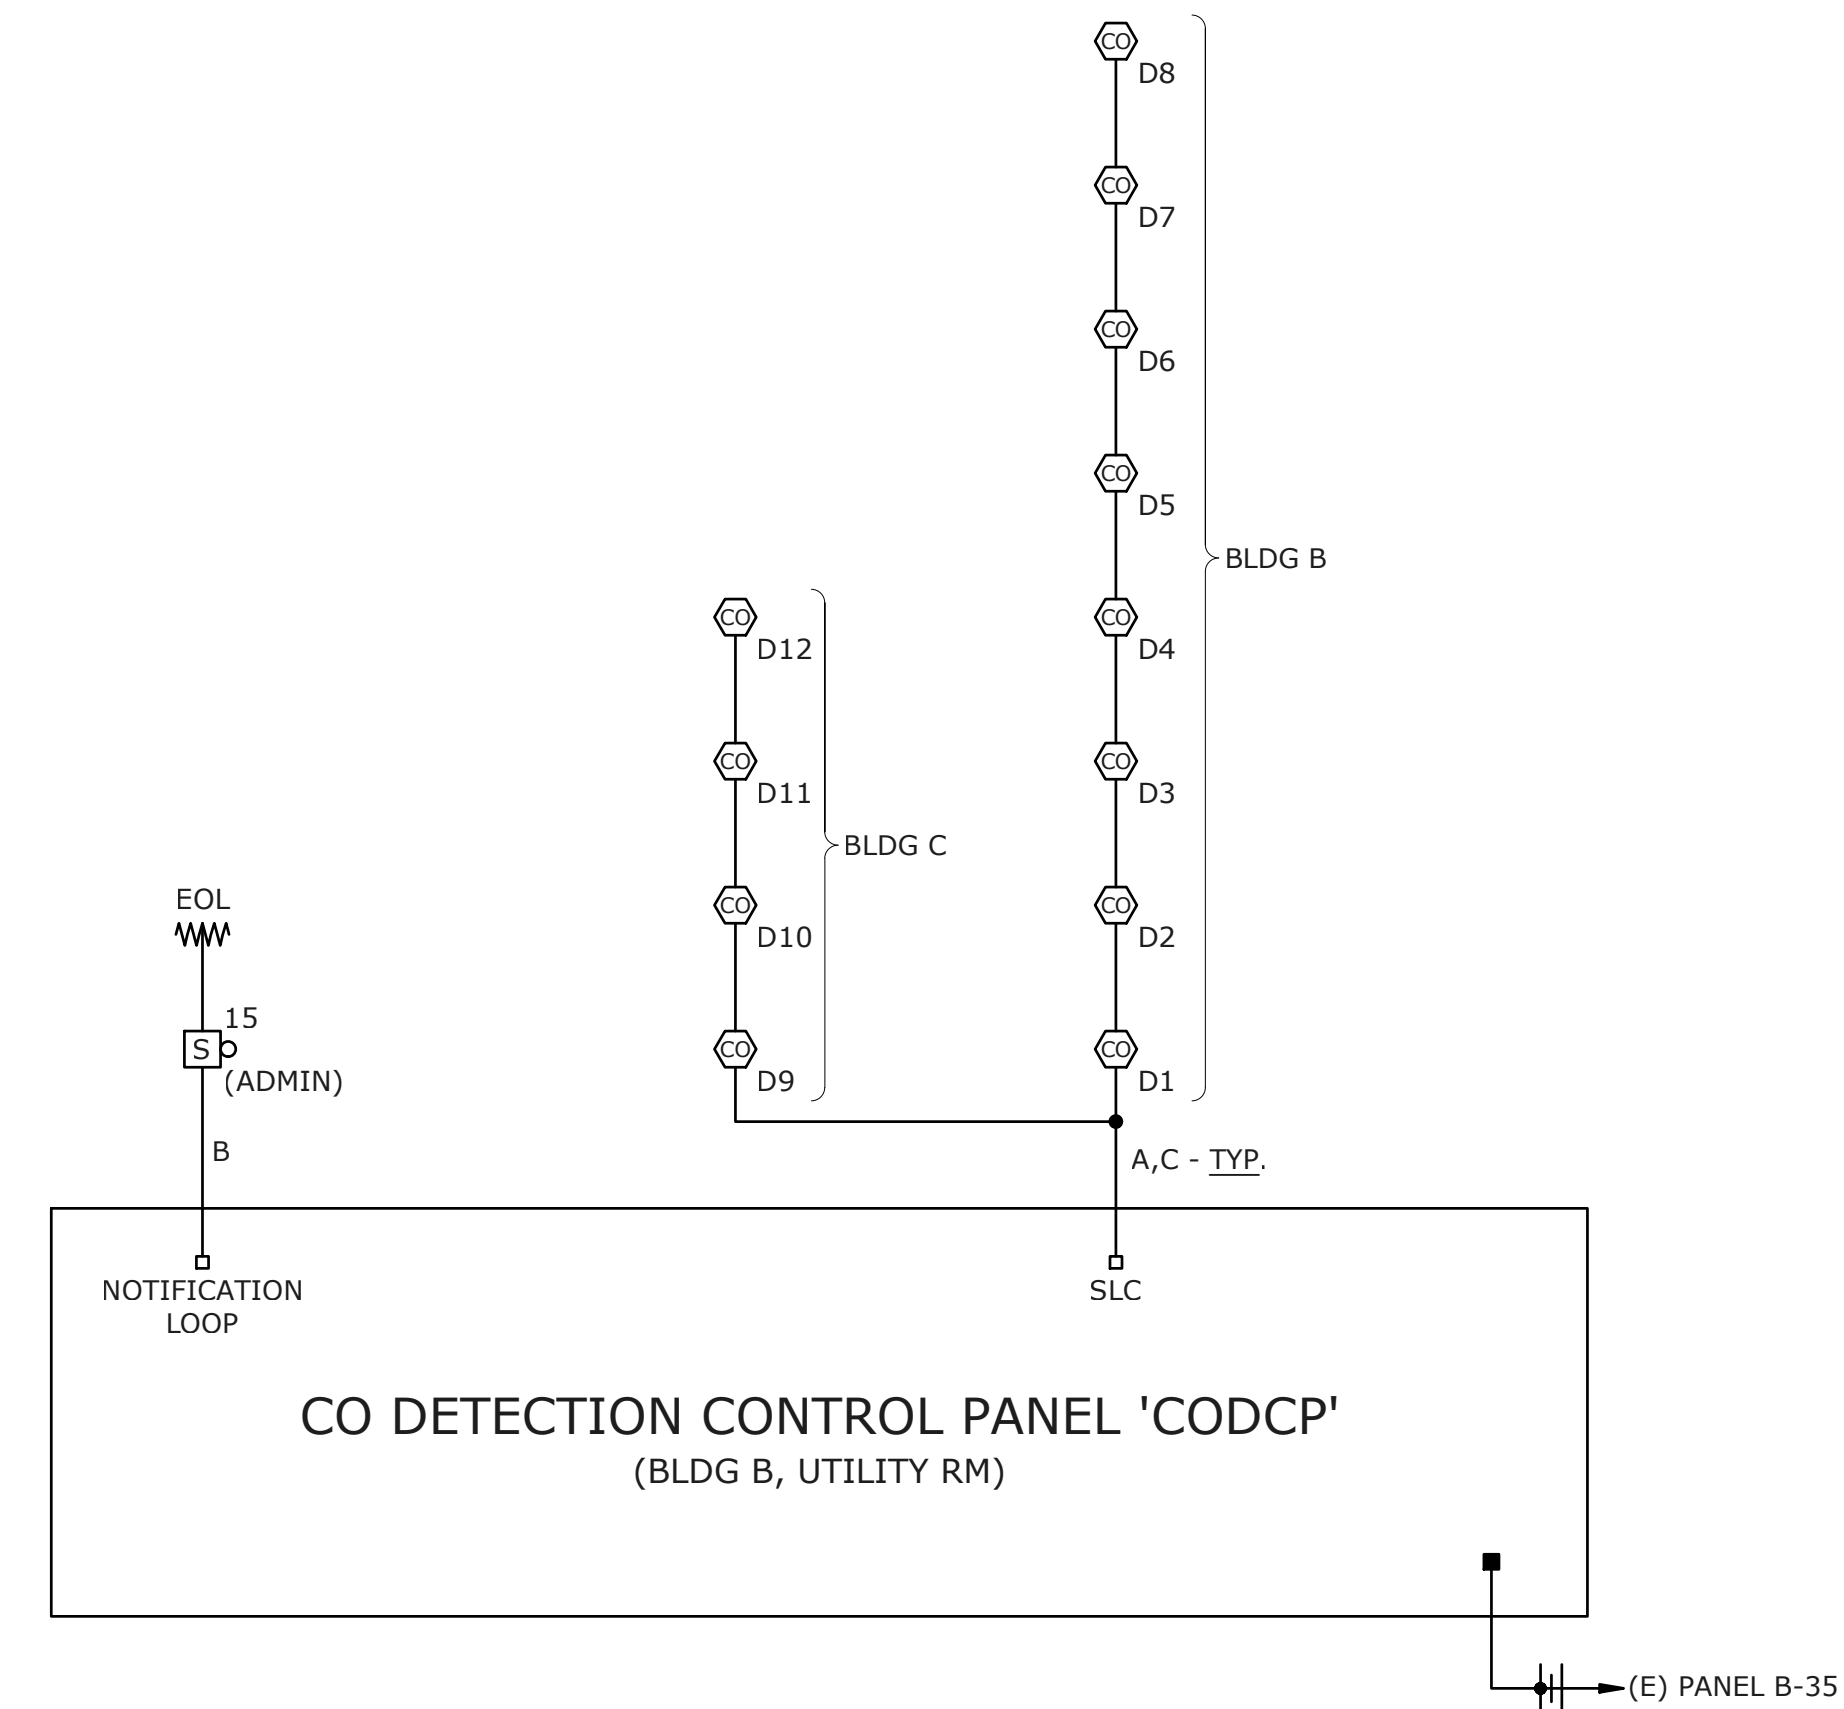 CO
D8
CO
D7
CO
D6
CO
D5
BLDG B
CO
D12
CO
D4
CO
D11
CO
D3
BLDG C
EOL
CO
D10
CO
D2
15
S
(ADMIN)
CO
D9
CO
D1
B
A,C - TYP.
NOTIFICATION
LOOP
SLC
CO DETECTION CONTROL PANEL 'CODCP'
(BLDG B, UTILITY RM)
(E) PANEL B-35